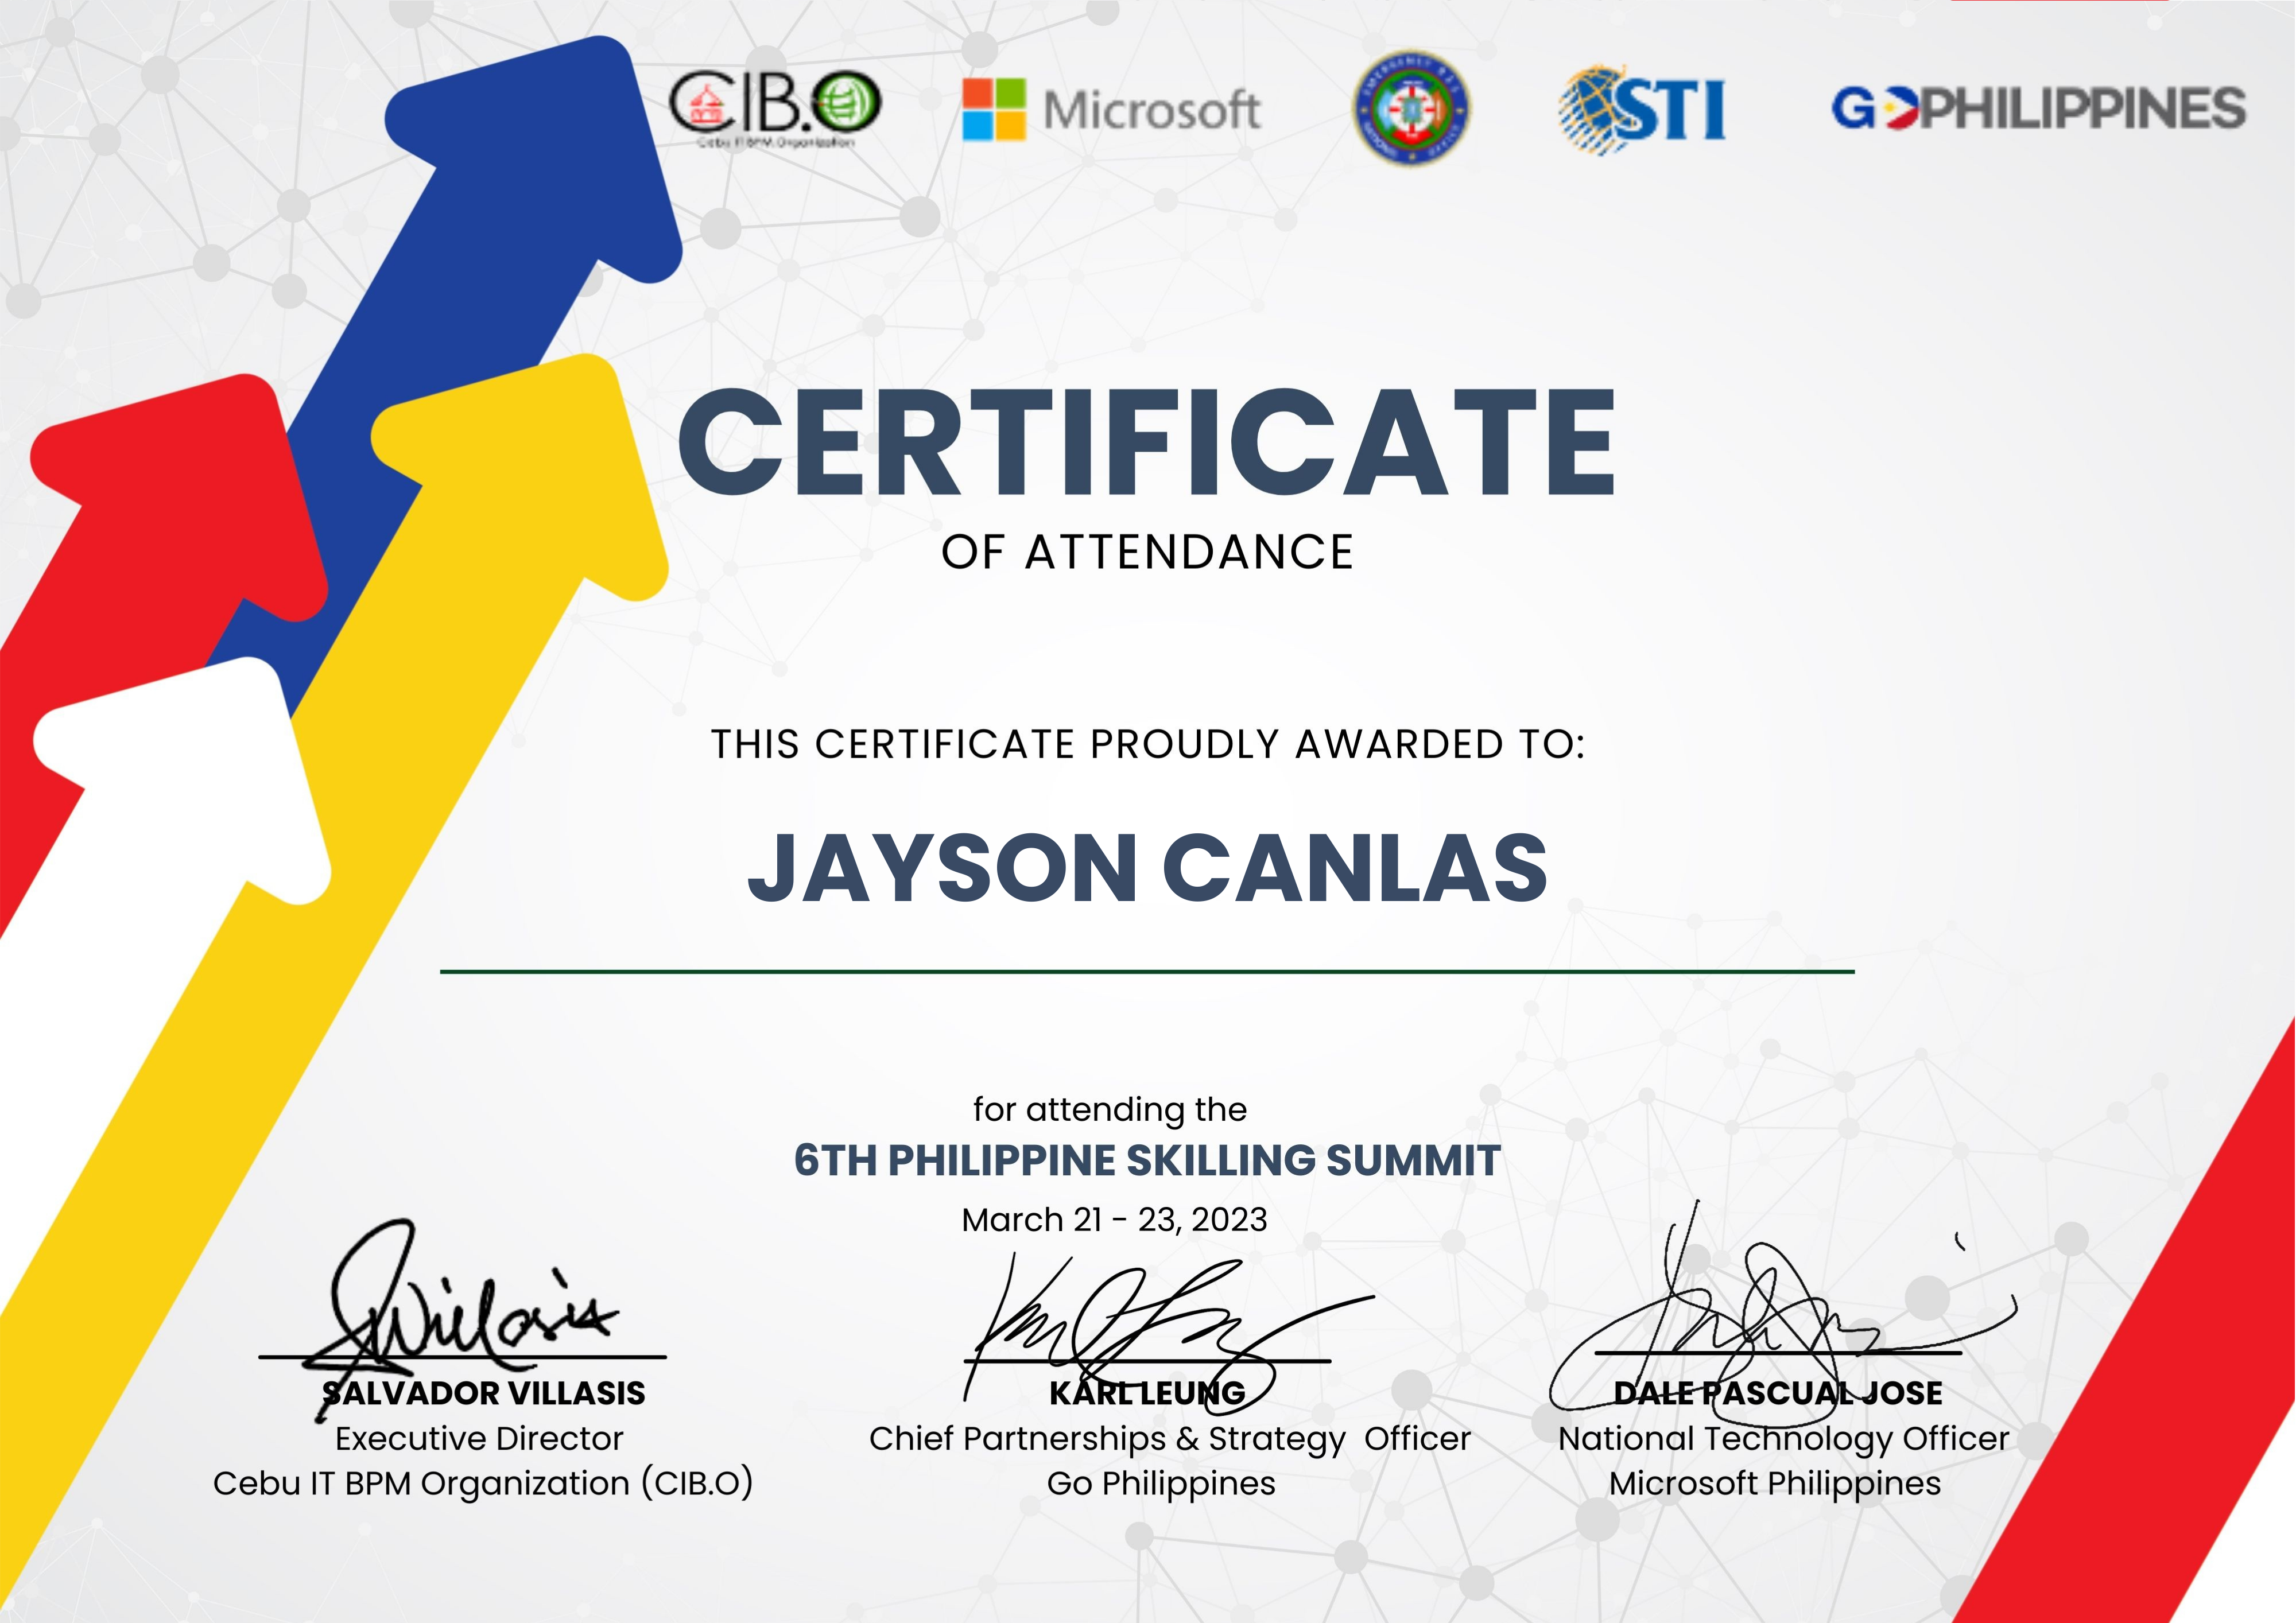 CIB.O
Cebu IT BPM Organization
Microsoft
STI
GO PHILIPPINES
CERTIFICATE
OF ATTENDANCE
THIS CERTIFICATE PROUDLY AWARDED TO:
JAYSON CANLAS
for attending the
6TH PHILIPPINE SKILLING SUMMIT
March 21 - 23, 2023
SALVADOR VILLASIS
Executive Director
Cebu IT BPM Organization (CIB.O)
KARL LEUNG
Chief Partnerships & Strategy Officer
Go Philippines
DALE PASCUAL JOSE
National Technology Officer
Microsoft Philippines